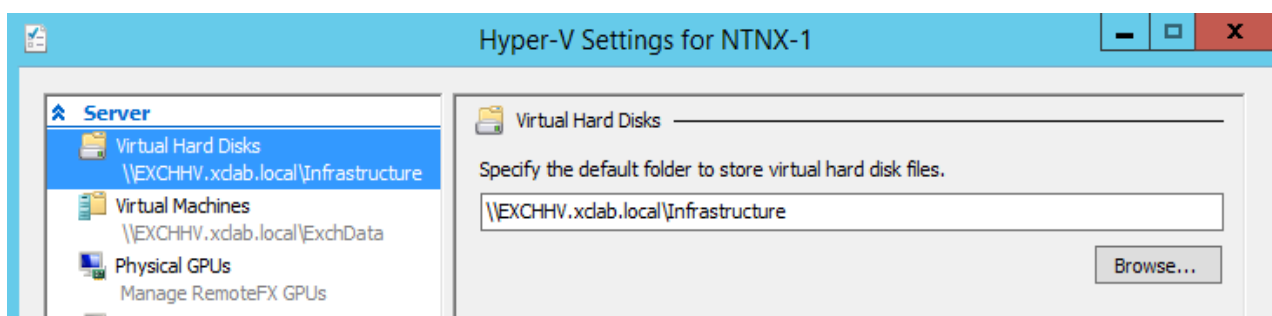 Hyper-V Settings for NTNX-1
Server
Virtual Hard Disks
\\EXCHHV.xclab.local\Infrastructure
Virtual Machines
\\EXCHHV.xclab.local\ExchData
Physical GPUs
Manage RemoteFX GPUs
Virtual Hard Disks
Specify the default folder to store virtual hard disk files.
\\EXCHHV.xclab.local\Infrastructure
Browse...